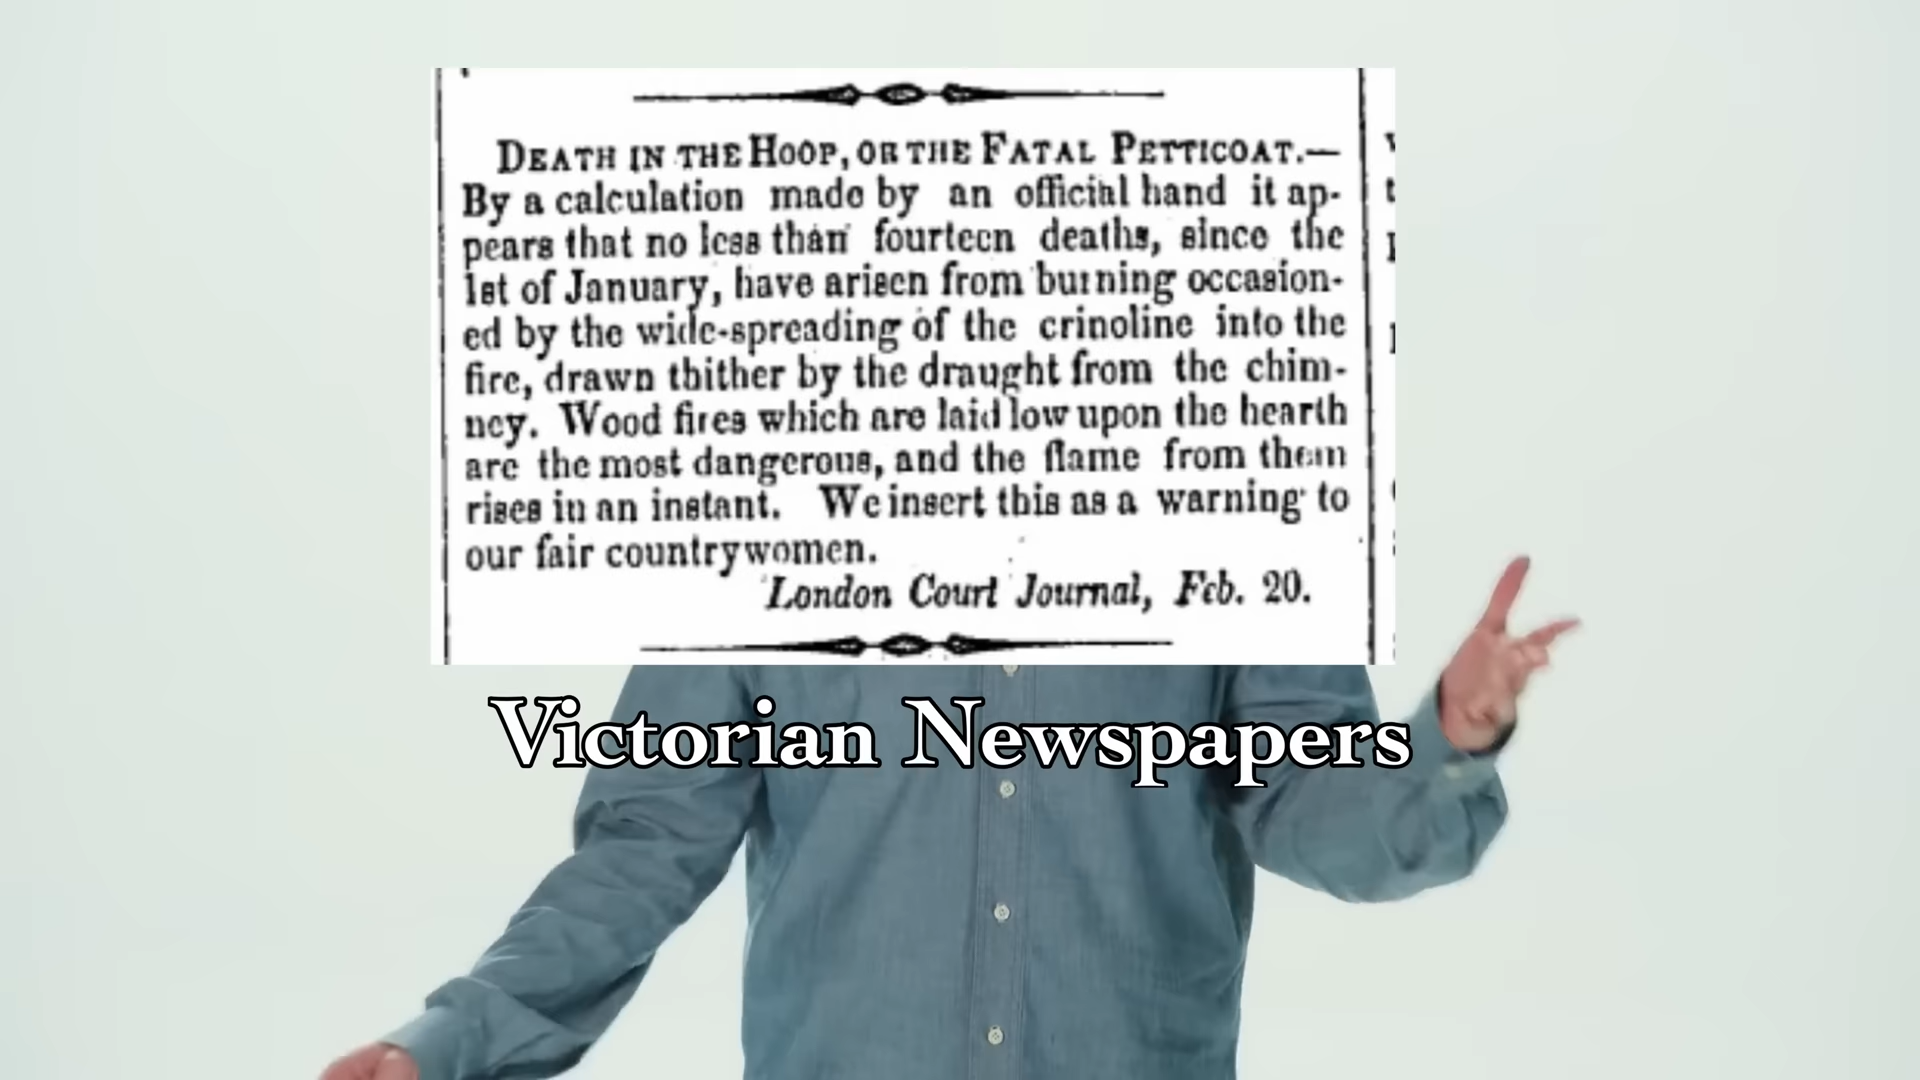 DEATH IN THE HOOP, OR THE FATAL PETTICOAT.—
By a calculation made by an official hand it ap-
pears that no less than fourteen deaths, since the
1st of January, have arisen from burning occasion-
ed by the wide-spreading of the crinoline into the
fire, drawn thither by the draught from the chim-
ney. Wood fires which are laid low upon the hearth
are the most dangerous, and the flame from them
rises in an instant. We insert this as a warning to
our fair countrywomen.
London Court Journal, Feb. 20.
Victorian Newspapers